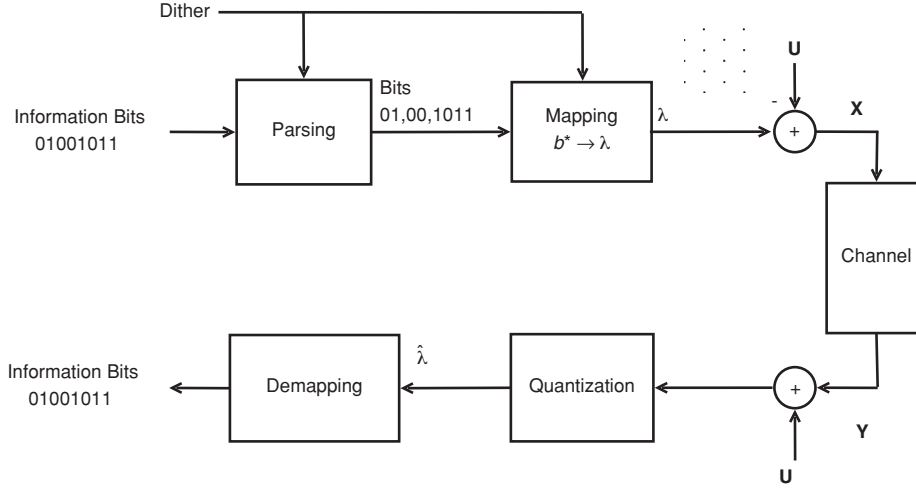 Dither
Information Bits
01001011
Parsing
Bits
01,00,1011
Mapping
b* → λ
λ
-
U
+
X
Channel
Information Bits
01001011
Demapping
λ̂
Quantization
+
Y
U